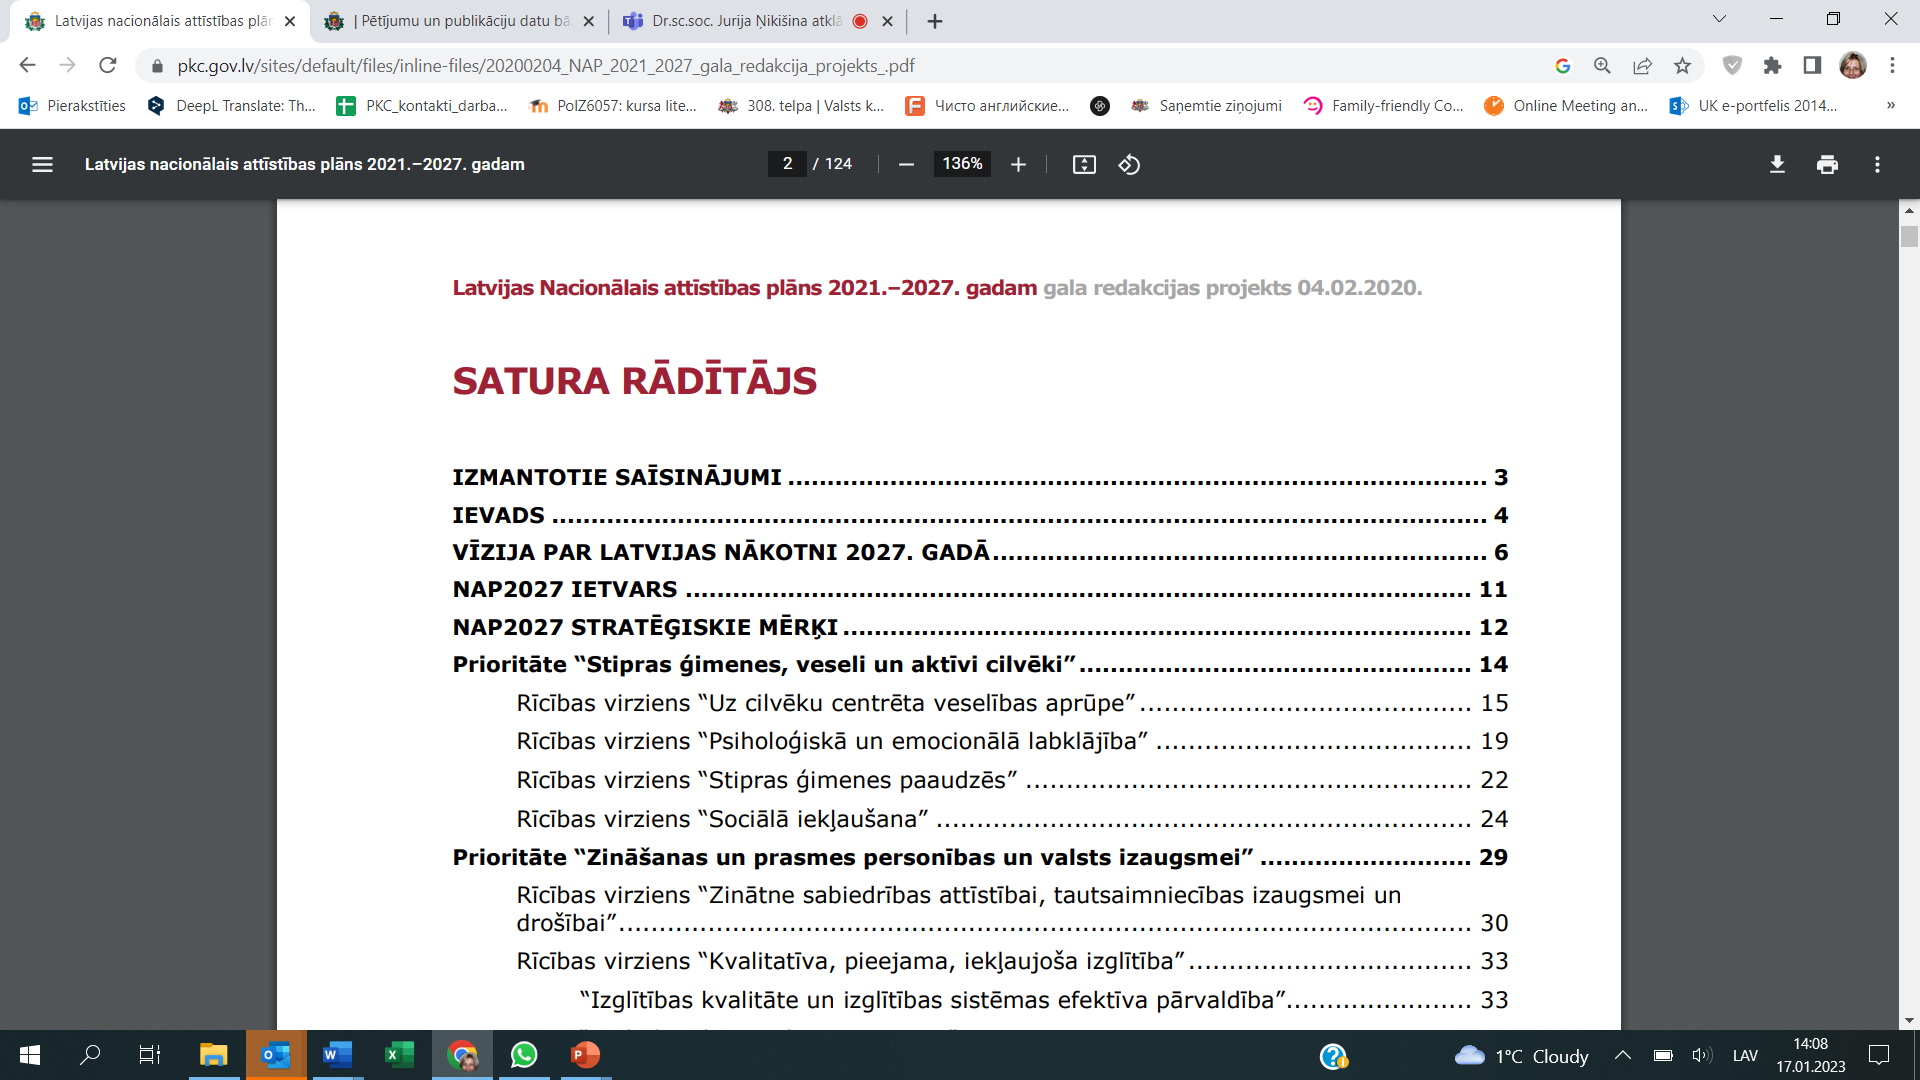 Latvijas nacionālais attīstības plān
| Pētījumu un publikāciju datu bā
Dr.sc.soc. Jurija Ņikišina atklā
pkc.gov.lv/sites/default/files/inline-files/20200204_NAP_2021_2027_gala_redakcija_projekts_.pdf
Pierakstīties
DeepL Translate: Th...
PKC_kontakti_darba...
PolZ6057: kursa lite...
308. telpa | Valsts k...
Чисто английские...
Saņemtie ziņojumi
Family-friendly Co...
Online Meeting an...
UK e-portfelis 2014...
»
Latvijas nacionālais attīstības plāns 2021.–2027. gadam
2 / 124
136%
Latvijas Nacionālais attīstības plāns 2021.–2027. gadam gala redakcijas projekts 04.02.2020.
SATURA RĀDĪTĀJS
IZMANTOTIE SAĪSINĀJUMI ........................................................................................ 3
IEVADS ...................................................................................................................... 4
VĪZIJA PAR LATVIJAS NĀKOTNI 2027. GADĀ............................................................... 6
NAP2027 IETVARS ................................................................................................... 11
NAP2027 STRATĒĢISKIE MĒRĶI ............................................................................... 12
Prioritāte “Stipras ģimenes, veseli un aktīvi cilvēki”.................................................. 14
Rīcības virziens “Uz cilvēku centrēta veselības aprūpe” ....................................... 15
Rīcības virziens “Psiholoģiskā un emocionālā labklājība” ..................................... 19
Rīcības virziens “Stipras ģimenes paaudzēs” .................................................... 22
Rīcības virziens “Sociālā iekļaušana” ............................................................... 24
Prioritāte “Zināšanas un prasmes personības un valsts izaugsmei” ........................... 29
Rīcības virziens “Zinātne sabiedrības attīstībai, tautsaimniecības izaugsmei un
drošībai”...................................................................................................... 30
Rīcības virziens “Kvalitatīva, pieejama, iekļaujoša izglītība”.................................. 33
“Izglītības kvalitāte un izglītības sistēmas efektīva pārvaldība”........................ 33
1°C Cloudy
LAV
14:08
17.01.2023